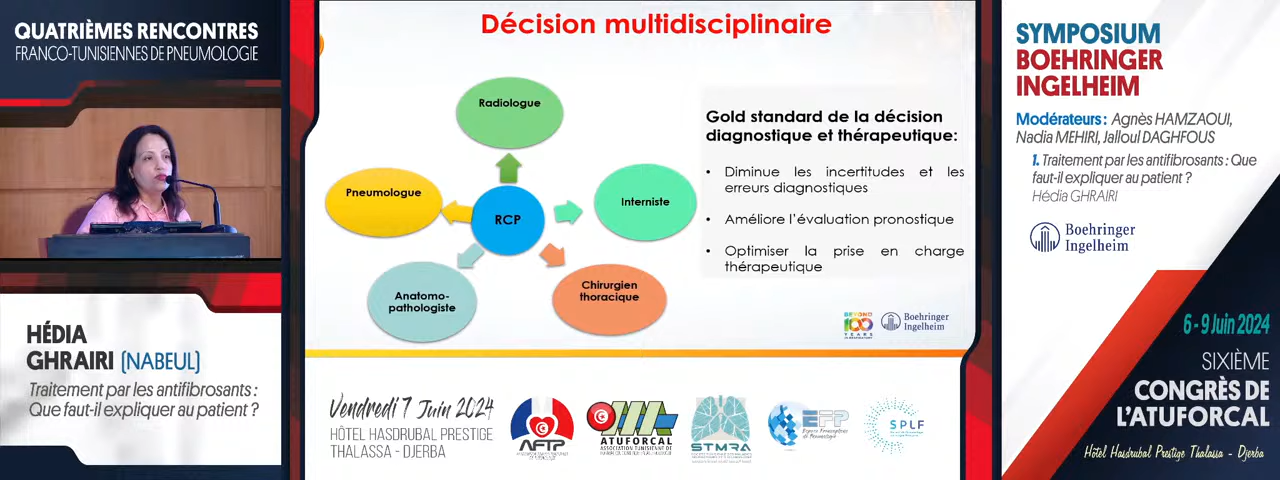 QUATRIÈMES RENCONTRES
FRANCO-TUNISIENNES DE PNEUMOLOGIE
HÉDIA
GHRAIRI (NABEUL)
Traitement par les antifibrosants :
Que faut-il expliquer au patient ?
Décision multidisciplinaire
Radiologue
Pneumologue
RCP
Interniste
Anatomo-
pathologiste
Chirurgien
thoracique
Gold standard de la décision
diagnostique et thérapeutique:
• Diminue les incertitudes et les
erreurs diagnostiques
• Améliore l'évaluation pronostique
• Optimiser la prise en charge
thérapeutique
BEYOND
100
YEARS
Boehringer
Ingelheim
Vendredi 7 Juin 2024
HÔTEL HASDRUBAL PRESTIGE
THALASSA - DJERBA
AFTP
ATUFORCAL
STMRA
EFP
SPLF
SYMPOSIUM
BOEHRINGER
INGELHEIM
Modérateurs : Agnès HAMZAOUI,
Nadia MEHIRI, Jalloul DAGHFOUS
1. Traitement par les antifibrosants : Que
faut-il expliquer au patient ?
Hédia GHRAIRI
Boehringer
Ingelheim
6 - 9 Juin 2024
SIXIÈME
CONGRÈS DE
L'ATUFORCAL
Hôtel Hasdrubal Prestige Thalassa - Djerba